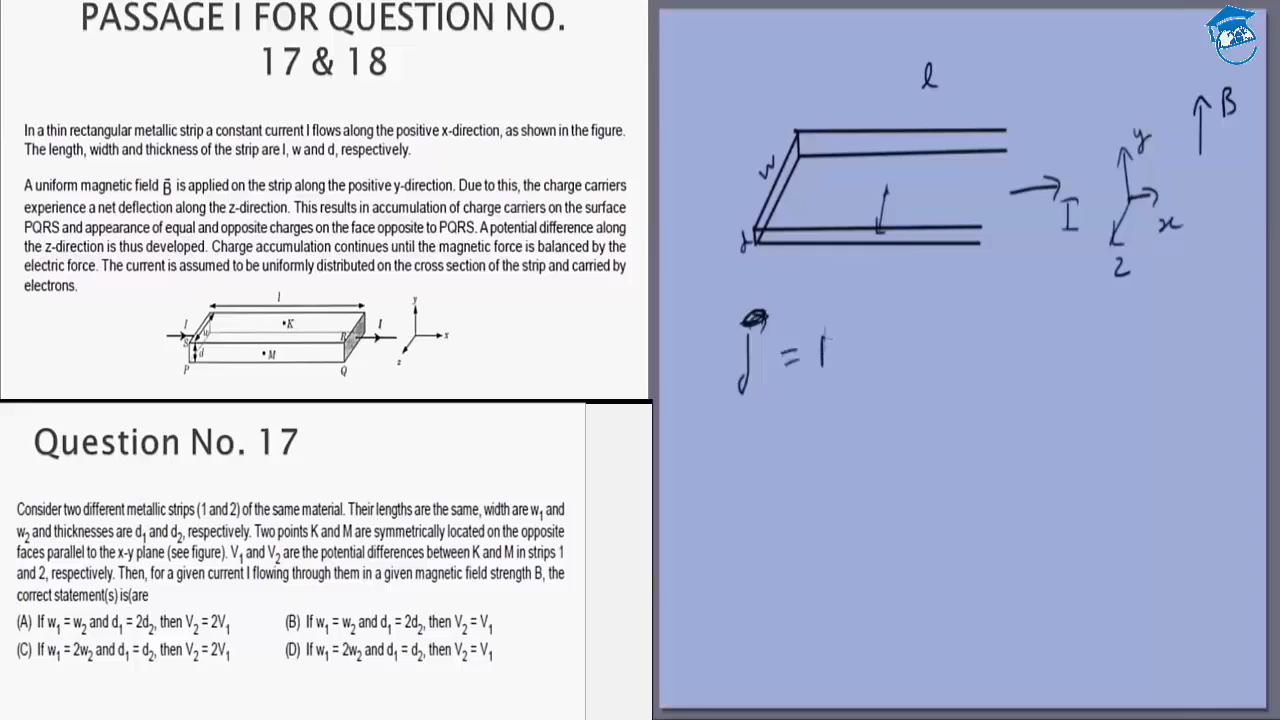 PASSAGE I FOR QUESTION NO.
17 & 18
In a thin rectangular metallic strip a constant current I flows along the positive x-direction, as shown in the figure.
The length, width and thickness of the strip are l, w and d, respectively.
A uniform magnetic field B⃗ is applied on the strip along the positive y-direction. Due to this, the charge carriers
experience a net deflection along the z-direction. This results in accumulation of charge carriers on the surface
PQRS and appearance of equal and opposite charges on the face opposite to PQRS. A potential difference along
the z-direction is thus developed. Charge accumulation continues until the magnetic force is balanced by the
electric force. The current is assumed to be uniformly distributed on the cross section of the strip and carried by
electrons.
l
I
w
K
S
R
I
d
M
P
Q
y
x
z
Question No. 17
Consider two different metallic strips (1 and 2) of the same material. Their lengths are the same, width are w₁ and
w₂ and thicknesses are d₁ and d₂, respectively. Two points K and M are symmetrically located on the opposite
faces parallel to the x-y plane (see figure). V₁ and V₂ are the potential differences between K and M in strips 1
and 2, respectively. Then, for a given current I flowing through them in a given magnetic field strength B, the
correct statement(s) is(are
(A) If w₁ = w₂ and d₁ = 2d₂, then V₂ = 2V₁ (B) If w₁ = w₂ and d₁ = 2d₂, then V₂ = V₁
(C) If w₁ = 2w₂ and d₁ = d₂, then V₂ = 2V₁ (D) If w₁ = 2w₂ and d₁ = d₂, then V₂ = V₁
l
B
y
w
I
x
d
z
J = I